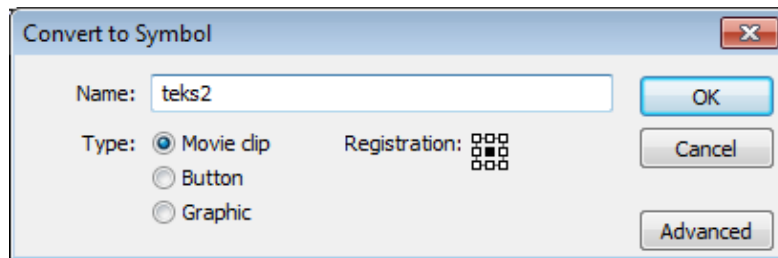 Convert to Symbol
Name: teks2
OK
Type: Movie clip Registration: Cancel
Button
Graphic
Advanced